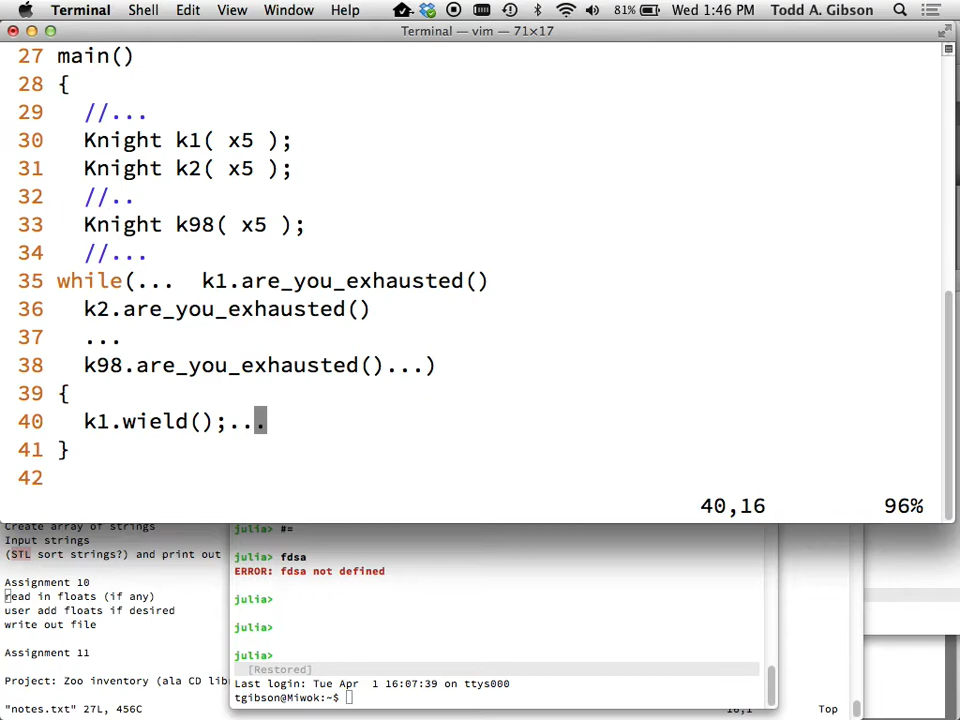 Terminal Shell Edit View Window Help 81% Wed 1:46 PM Todd A. Gibson
Terminal — vim — 71×17
27 main()
28 {
29 //...
30 Knight k1( x5 );
31 Knight k2( x5 );
32 //..
33 Knight k98( x5 );
34 //...
35 while(... k1.are_you_exhausted()
36 k2.are_you_exhausted()
37 ...
38 k98.are_you_exhausted()...)
39 {
40 k1.wield();...
41 }
42
40,16 96%
Create array of strings
Input strings
(STL sort strings?) and print out
Assignment 10
read in floats (if any)
user add floats if desired
write out file
Assignment 11
Project: Zoo inventory (ala CD lib
"notes.txt" 27L, 456C
julia> #=
julia> fdsa
ERROR: fdsa not defined
julia>
julia>
julia>
[Restored]
Last login: Tue Apr 1 16:07:39 on ttys000
tgibson@Miwok:~$
Top